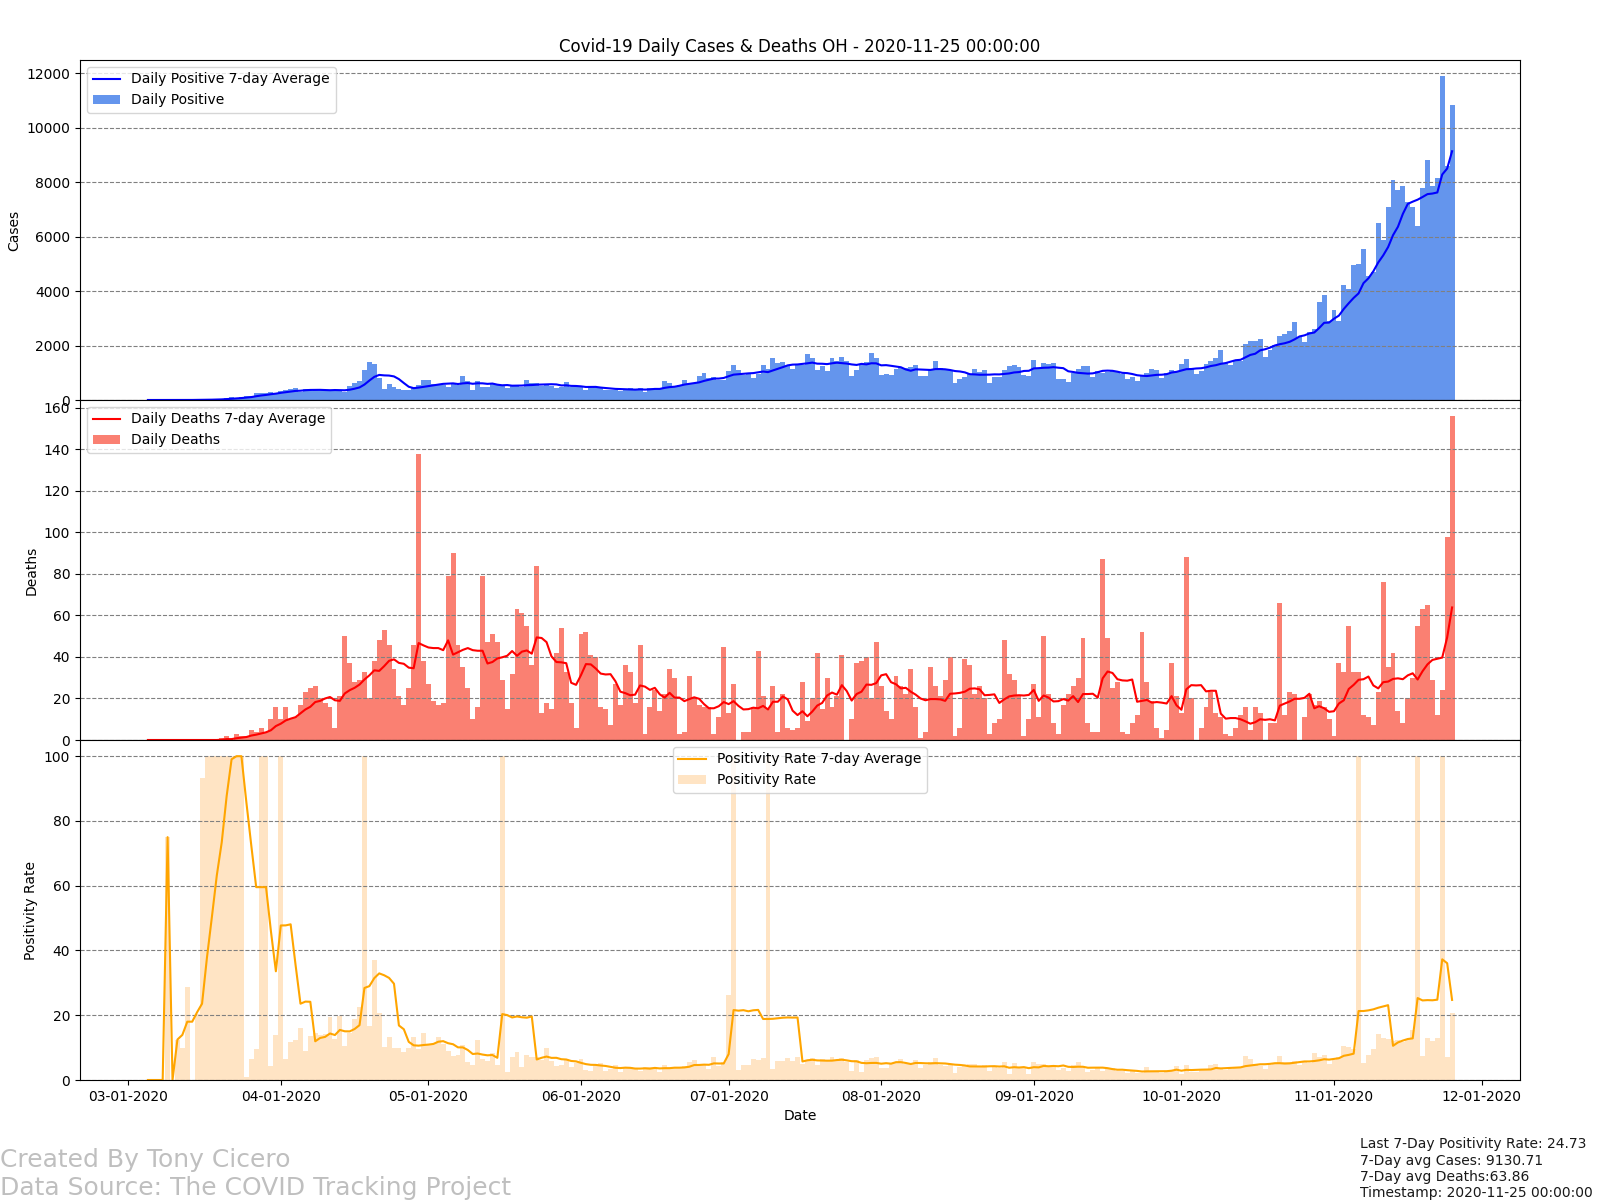 Covid-19 Daily Cases & Deaths OH - 2020-11-25 00:00:00
Daily Positive 7-day Average
Daily Positive
12000
10000
8000
6000
4000
2000
0
Cases
Daily Deaths 7-day Average
Daily Deaths
160
140
120
100
80
60
40
20
0
Deaths
Positivity Rate 7-day Average
Positivity Rate
100
80
60
40
20
0
Positivity Rate
03-01-2020 04-01-2020 05-01-2020 06-01-2020 07-01-2020 08-01-2020 09-01-2020 10-01-2020 11-01-2020 12-01-2020
Date
Created By Tony Cicero
Data Source: The COVID Tracking Project
Last 7-Day Positivity Rate: 24.73
7-Day avg Cases: 9130.71
7-Day avg Deaths:63.86
Timestamp: 2020-11-25 00:00:00